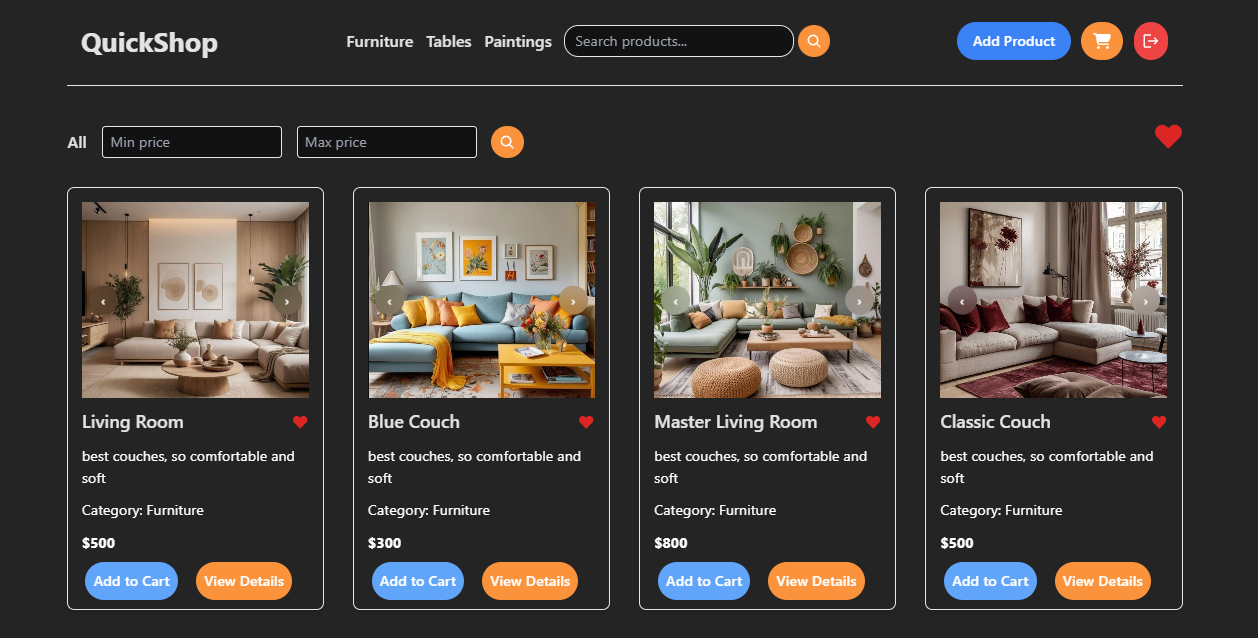 QuickShop
Furniture Tables Paintings Search products... Add Product
All Min price Max price
‹ › ‹ › ‹ › ‹ ›
Living Room
best couches, so comfortable and
soft
Category: Furniture
$500
Add to Cart View Details
Blue Couch
best couches, so comfortable and
soft
Category: Furniture
$300
Add to Cart View Details
Master Living Room
best couches, so comfortable and
soft
Category: Furniture
$800
Add to Cart View Details
Classic Couch
best couches, so comfortable and
soft
Category: Furniture
$500
Add to Cart View Details